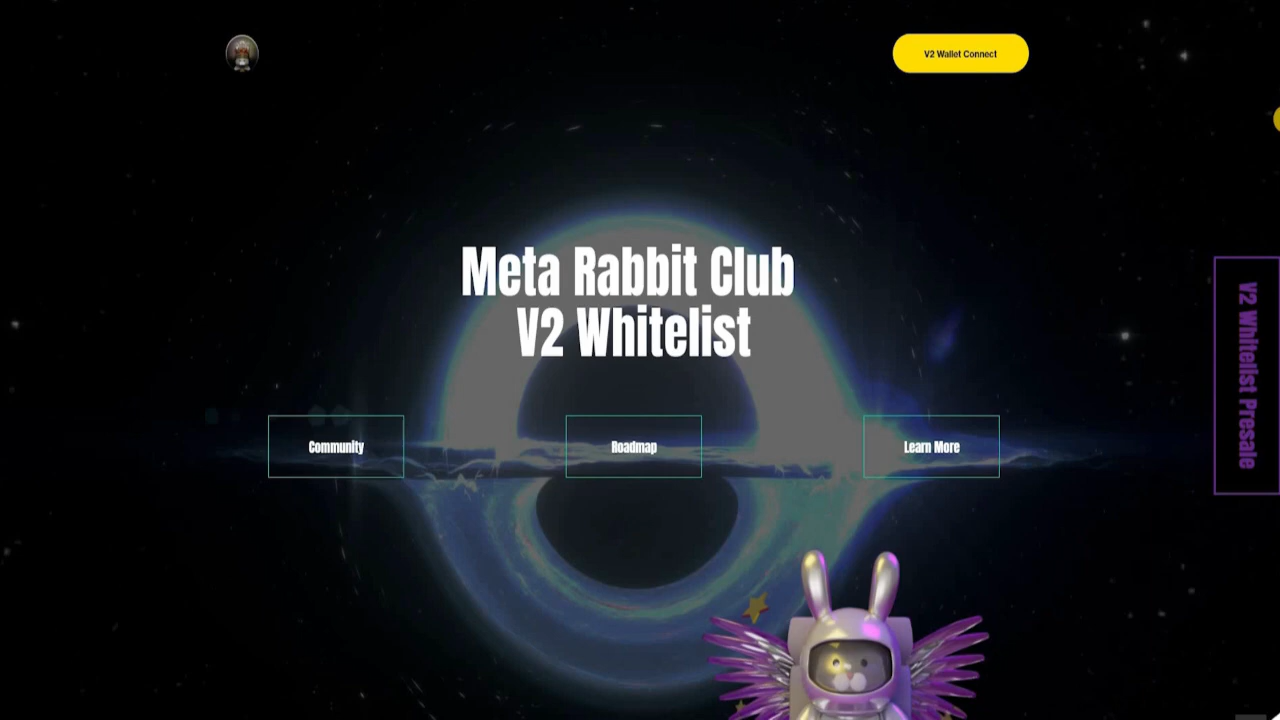 V2 Wallet Connect
Meta Rabbit Club
V2 Whitelist
Community
Roadmap
Learn More
V2 Whitelist Presale